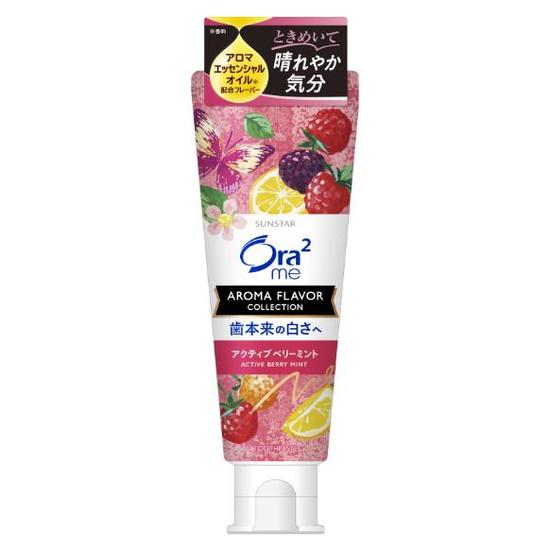 ※香料
アロマ
エッセンシャル
オイル※
配合フレーバー
ときめいて
晴れやか
気分
SUNSTAR
Ora2
me
AROMA FLAVOR
COLLECTION
歯本来の白さへ
アクティブベリーミント
ACTIVE BERRY MINT
TOOTHPASTE